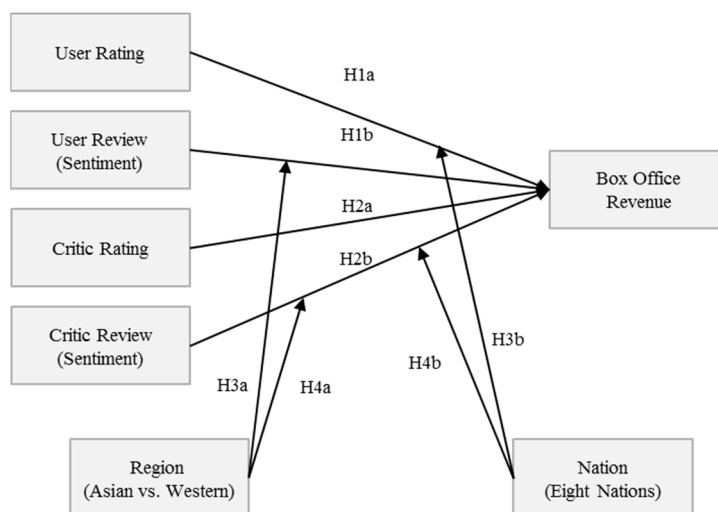 User Rating
H1a
User Review
(Sentiment)
H1b
Box Office
Revenue
H2a
Critic Rating
H2b
Critic Review
(Sentiment)
H3b
H4b
H3a
H4a
Region
(Asian vs. Western)
Nation
(Eight Nations)